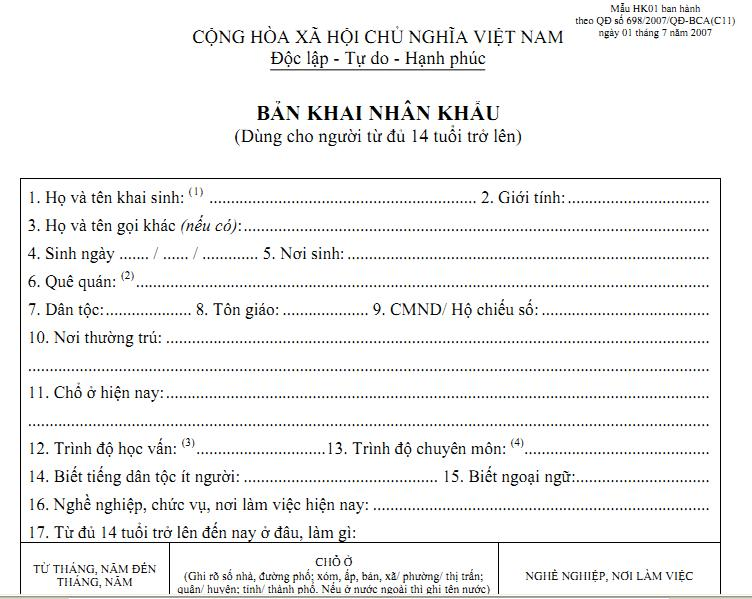 Mẫu HK01 ban hành
theo QĐ số 698/2007/QĐ-BCA(C11)
ngày 01 tháng 7 năm 2007
CỘNG HÒA XÃ HỘI CHỦ NGHĨA VIỆT NAM
Độc lập - Tự do - Hạnh phúc
BẢN KHAI NHÂN KHẨU
(Dùng cho người từ đủ 14 tuổi trở lên)
1. Họ và tên khai sinh: (1) ........................................................ 2. Giới tính:................................
3. Họ và tên gọi khác (nếu có):........................................................................................................
4. Sinh ngày ....... / ...... / ............. 5. Nơi sinh: ....................................................................................
6. Quê quán: (2)................................................................................................................................
7. Dân tộc:.................... 8. Tôn giáo: .................... 9. CMND/ Hộ chiếu số:......................................
10. Nơi thường trú: ..........................................................................................................................
............................................................................................................................................................
11. Chổ ở hiện nay:..........................................................................................................................
............................................................................................................................................................
12. Trình độ học vấn: (3)..............................13. Trình độ chuyên môn: (4)..........................................
14. Biết tiếng dân tộc ít người: ............................................ 15. Biết ngoại ngữ:..............................
16. Nghề nghiệp, chức vụ, nơi làm việc hiện nay: ............................................................................
17. Từ đủ 14 tuổi trở lên đến nay ở đâu, làm gì:
TỪ THÁNG, NĂM ĐẾN
THÁNG, NĂM
CHỖ Ở
(Ghi rõ số nhà, đường phố; xóm, ấp, bản, xã/ phường/ thị trấn;
quận/ huyện; tỉnh/ thành phố. Nếu ở nước ngoài thì ghi tên nước)
NGHỀ NGHIỆP, NƠI LÀM VIỆC